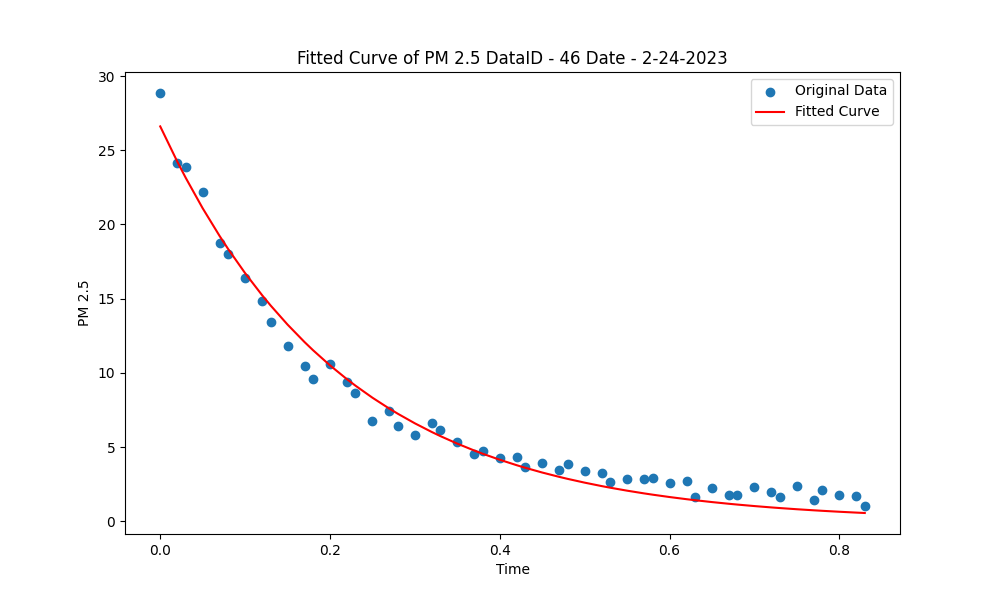 Fitted Curve of PM 2.5 DataID - 46 Date - 2-24-2023
Original Data
Fitted Curve
30
25
20
15
10
5
0
PM 2.5
0.0
0.2
0.4
0.6
0.8
Time